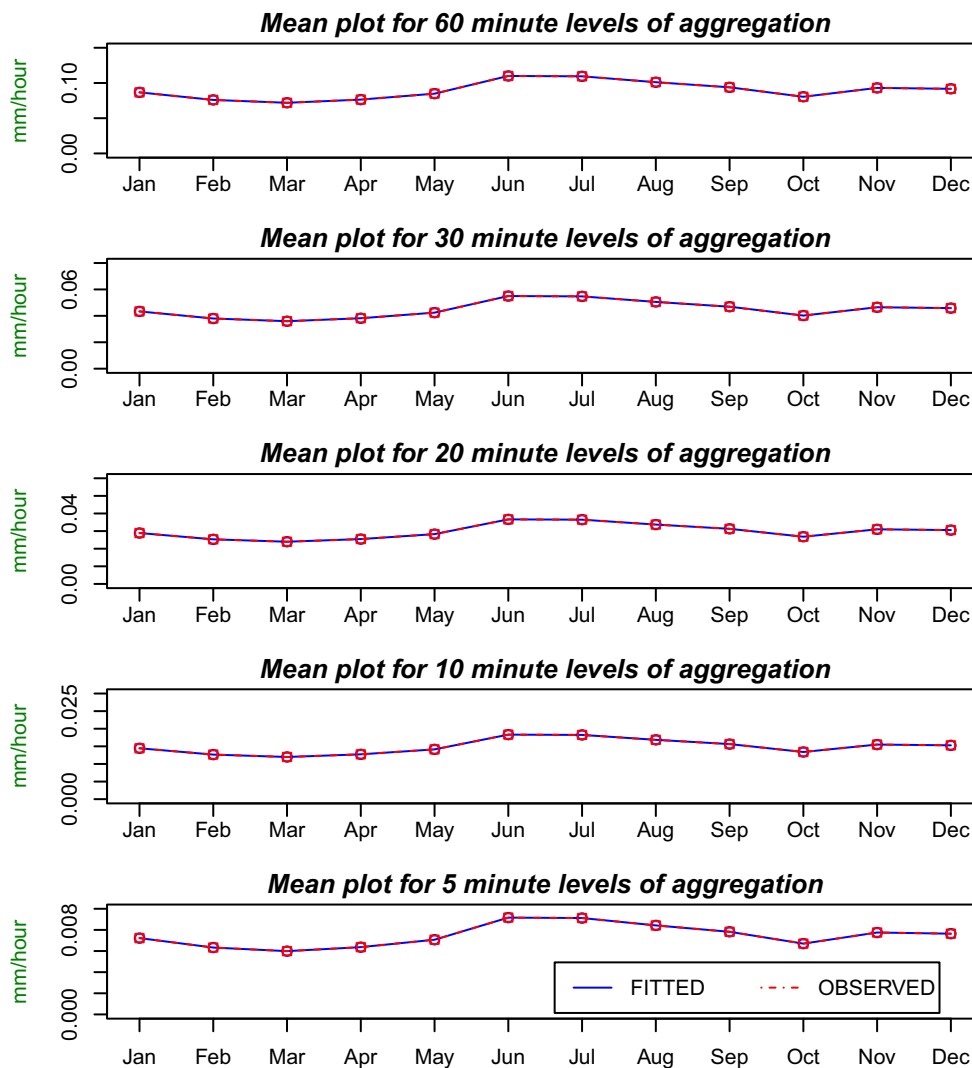 Mean plot for 60 minute levels of aggregation
mm/hour
0.10
0.00
Jan Feb Mar Apr May Jun Jul Aug Sep Oct Nov Dec
Mean plot for 30 minute levels of aggregation
mm/hour
0.06
0.00
Jan Feb Mar Apr May Jun Jul Aug Sep Oct Nov Dec
Mean plot for 20 minute levels of aggregation
mm/hour
0.04
0.00
Jan Feb Mar Apr May Jun Jul Aug Sep Oct Nov Dec
Mean plot for 10 minute levels of aggregation
mm/hour
0.025
0.000
Jan Feb Mar Apr May Jun Jul Aug Sep Oct Nov Dec
Mean plot for 5 minute levels of aggregation
mm/hour
0.008
0.000
FITTED OBSERVED
Jan Feb Mar Apr May Jun Jul Aug Sep Oct Nov Dec